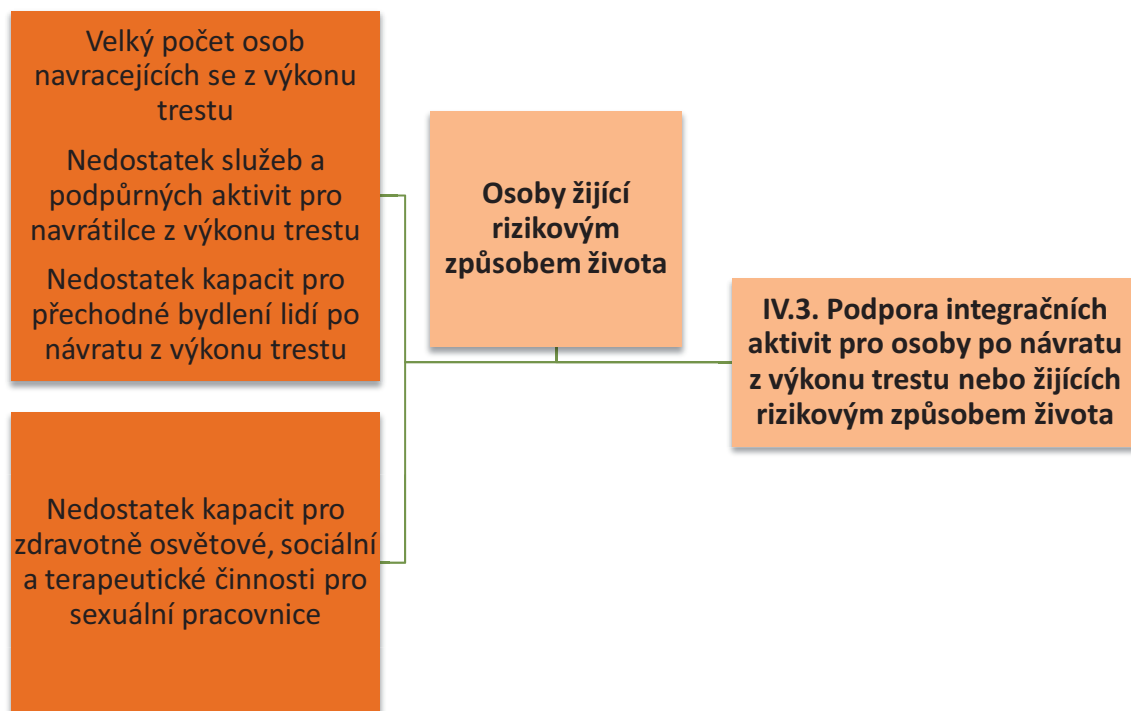 Velký počet osob
navracejících se z výkonu
trestu
Nedostatek služeb a
podpůrných aktivit pro
navrátilce z výkonu trestu
Nedostatek kapacit pro
přechodné bydlení lidí po
návratu z výkonu trestu
Nedostatek kapacit pro
zdravotně osvětové, sociální
a terapeutické činnosti pro
sexuální pracovnice
Osoby žijící
rizikovým
způsobem života
IV.3. Podpora integračních
aktivit pro osoby po návratu
z výkonu trestu nebo žijících
rizikovým způsobem života